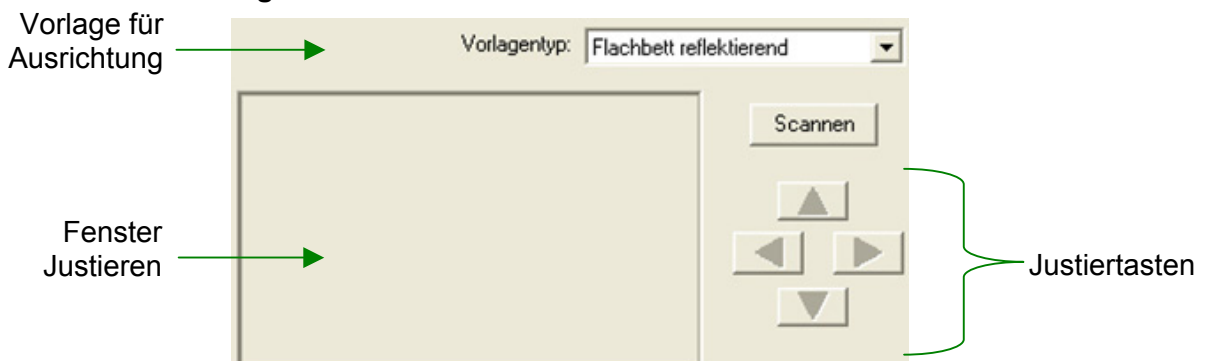 Vorlage für
Ausrichtung
Vorlagentyp: Flachbett reflektierend
Scannen
Fenster
Justieren
Justiertasten